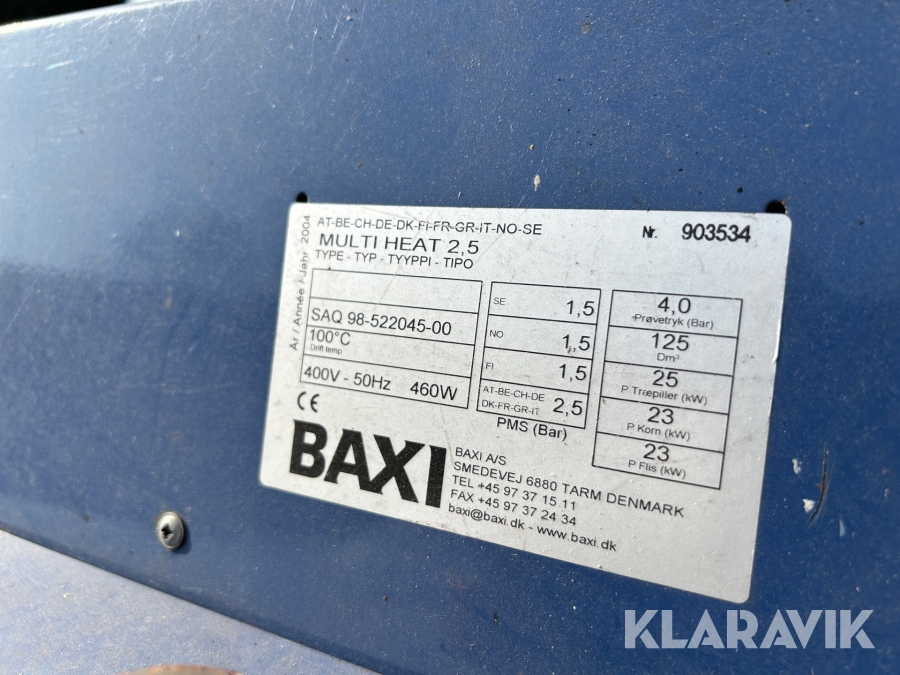 År / Année / Jahr 2004
AT-BE-CH-DE-DK-FI-FR-GR-IT-NO-SE
MULTI HEAT 2,5
TYPE - TYP - TYYPPI - TIPO
Nr. 903534
SAQ 98-522045-00
100°C
Drift temp
400V - 50Hz 460W
SE 1,5
NO 1,5
FI 1,5
AT-BE-CH-DE
DK-FR-GR-IT 2,5
PMS (Bar)
4,0
Prøvetryk (Bar)
125
Dm³
25
P Træpiller (kW)
23
P Korn (kW)
23
P Flis (kW)
CE
BAXI
BAXI A/S
SMEDEVEJ 6880 TARM DENMARK
TEL +45 97 37 15 11
FAX +45 97 37 24 34
baxi@baxi.dk - www.baxi.dk
KLARAVIK